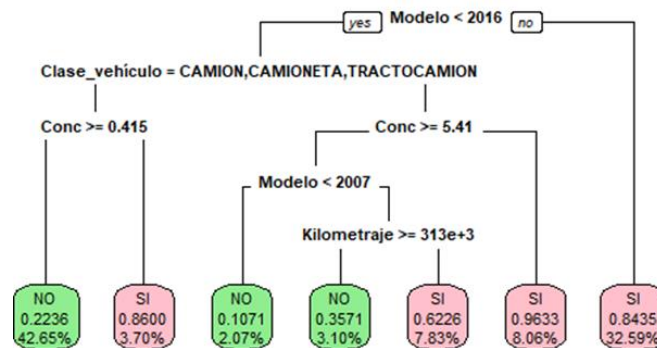 yes Modelo < 2016 no
Clase_vehículo = CAMION,CAMIONETA,TRACTOCAMION
Conc >= 0.415 Conc >= 5.41
Modelo < 2007
Kilometraje >= 313e+3
NO SI NO NO SI SI SI
0.2236 0.8600 0.1071 0.3571 0.6226 0.9633 0.8435
42.65% 3.70% 2.07% 3.10% 7.83% 8.06% 32.59%